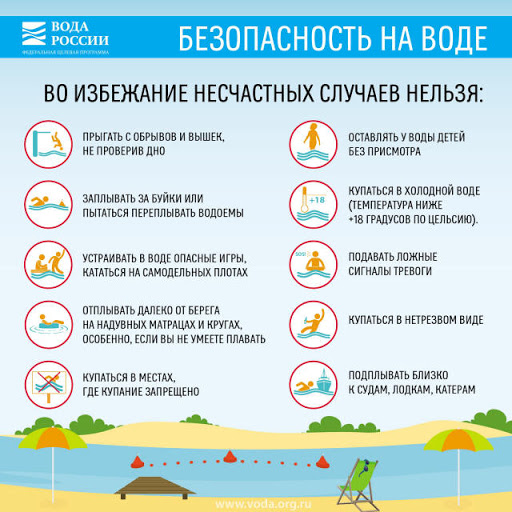 ВОДА
РОССИИ
ФЕДЕРАЛЬНАЯ ЦЕЛЕВАЯ ПРОГРАММА
БЕЗОПАСНОСТЬ НА ВОДЕ
ВО ИЗБЕЖАНИЕ НЕСЧАСТНЫХ СЛУЧАЕВ НЕЛЬЗЯ:
ПРЫГАТЬ С ОБРЫВОВ И ВЫШЕК,
НЕ ПРОВЕРИВ ДНО
ЗАПЛЫВАТЬ ЗА БУЙКИ ИЛИ
ПЫТАТЬСЯ ПЕРЕПЛЫВАТЬ ВОДОЕМЫ
УСТРАИВАТЬ В ВОДЕ ОПАСНЫЕ ИГРЫ,
КАТАТЬСЯ НА САМОДЕЛЬНЫХ ПЛОТАХ
ОТПЛЫВАТЬ ДАЛЕКО ОТ БЕРЕГА
НА НАДУВНЫХ МАТРАЦАХ И КРУГАХ,
ОСОБЕННО, ЕСЛИ ВЫ НЕ УМЕЕТЕ ПЛАВАТЬ
КУПАТЬСЯ В МЕСТАХ,
ГДЕ КУПАНИЕ ЗАПРЕЩЕНО
ОСТАВЛЯТЬ У ВОДЫ ДЕТЕЙ
БЕЗ ПРИСМОТРА
+18
КУПАТЬСЯ В ХОЛОДНОЙ ВОДЕ
(ТЕМПЕРАТУРА НИЖЕ
+18 ГРАДУСОВ ПО ЦЕЛЬСИЮ).
SOS!
ПОДАВАТЬ ЛОЖНЫЕ
СИГНАЛЫ ТРЕВОГИ
КУПАТЬСЯ В НЕТРЕЗВОМ ВИДЕ
ПОДПЛЫВАТЬ БЛИЗКО
К СУДАМ, ЛОДКАМ, КАТЕРАМ
www.voda.org.ru